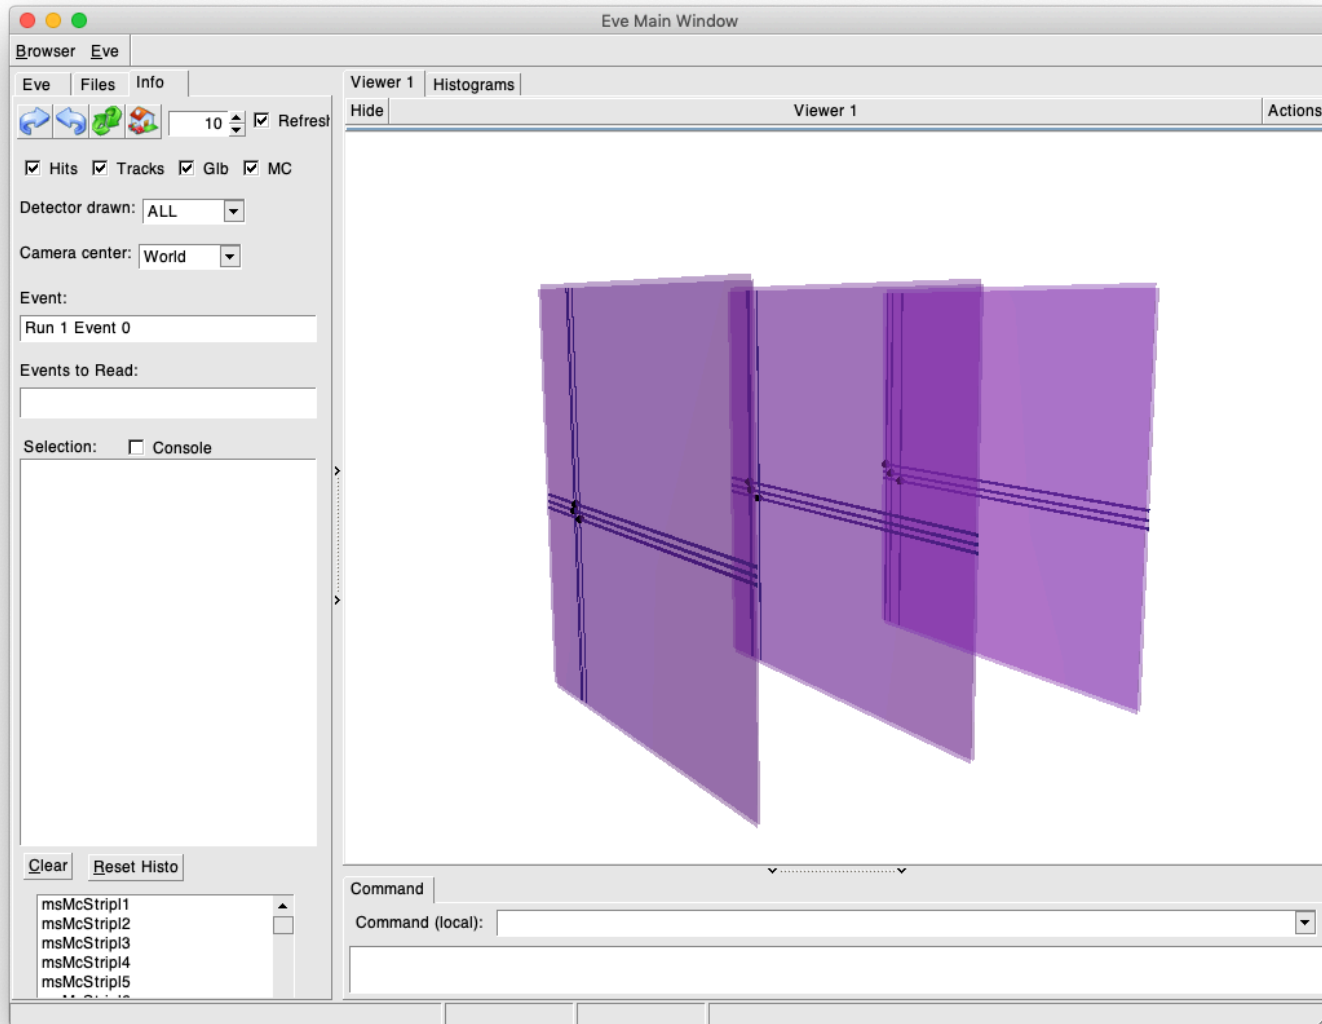 Eve Main Window
Browser Eve
Eve Files Info
Viewer 1 Histograms
Hide Viewer 1 Actions
10 Refresh
Hits Tracks Glb MC
Detector drawn: ALL
Camera center: World
Event:
Run 1 Event 0
Events to Read:
Selection: Console
Clear Reset Histo
msMcStripl1
msMcStripl2
msMcStripl3
msMcStripl4
msMcStripl5
Command
Command (local):